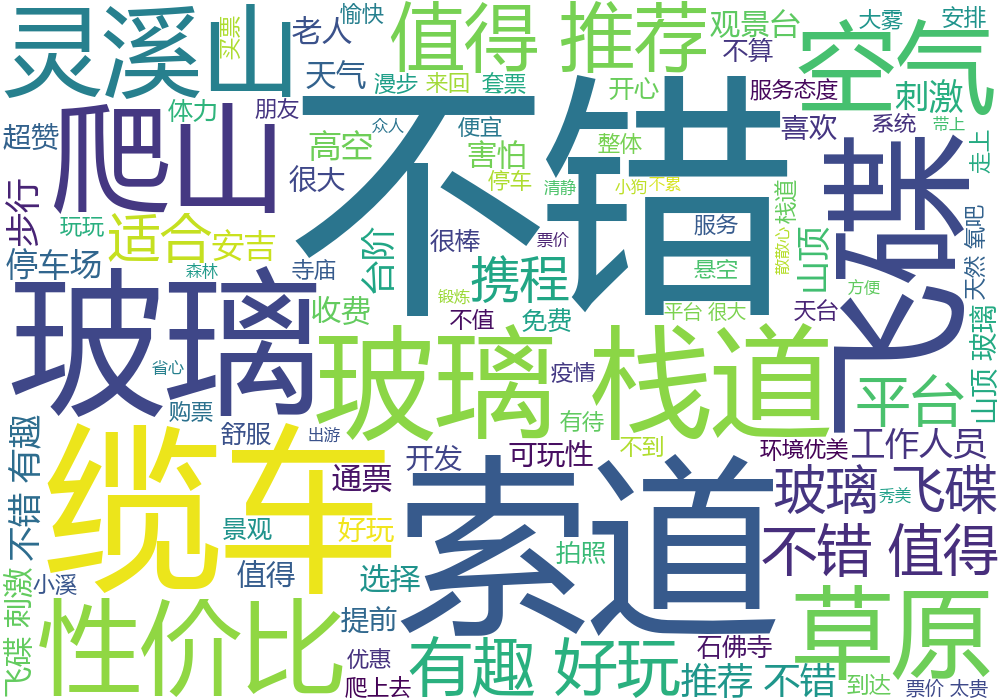 灵溪山
买票
老人
愉快
值得 推荐
观景台
大雾
安排
空气
不算
天气
漫步
来回
套票
开心
服务态度
刺激
体力
朋友
不错
喜欢
系统
带上
超赞
爬山
众人
便宜
高空
害怕
整体
走上
飞碟
很大
停车
清静
小狗
不累
栈道
步行
玩玩
适合
安吉
台阶
很棒
票价
服务
散散心
山顶
天然 氧吧
停车场
森林
寺庙
携程
悬空
方便
锻炼
收费
不值
免费
平台 很大
天台
玻璃
玻璃 栈道
山顶 玻璃
省心
疫情
平台
购票
有待
不错 有趣
舒服
出游
缆车
开发
可玩性
不到
环境优美
工作人员
通票
索道
玻璃 飞碟
秀美
景观
好玩
不错 值得
拍照
飞碟 刺激
小溪
值得
选择
性价比
提前
草原
有趣 好玩
石佛寺
优惠
推荐 不错
爬上去
到达
票价 太贵